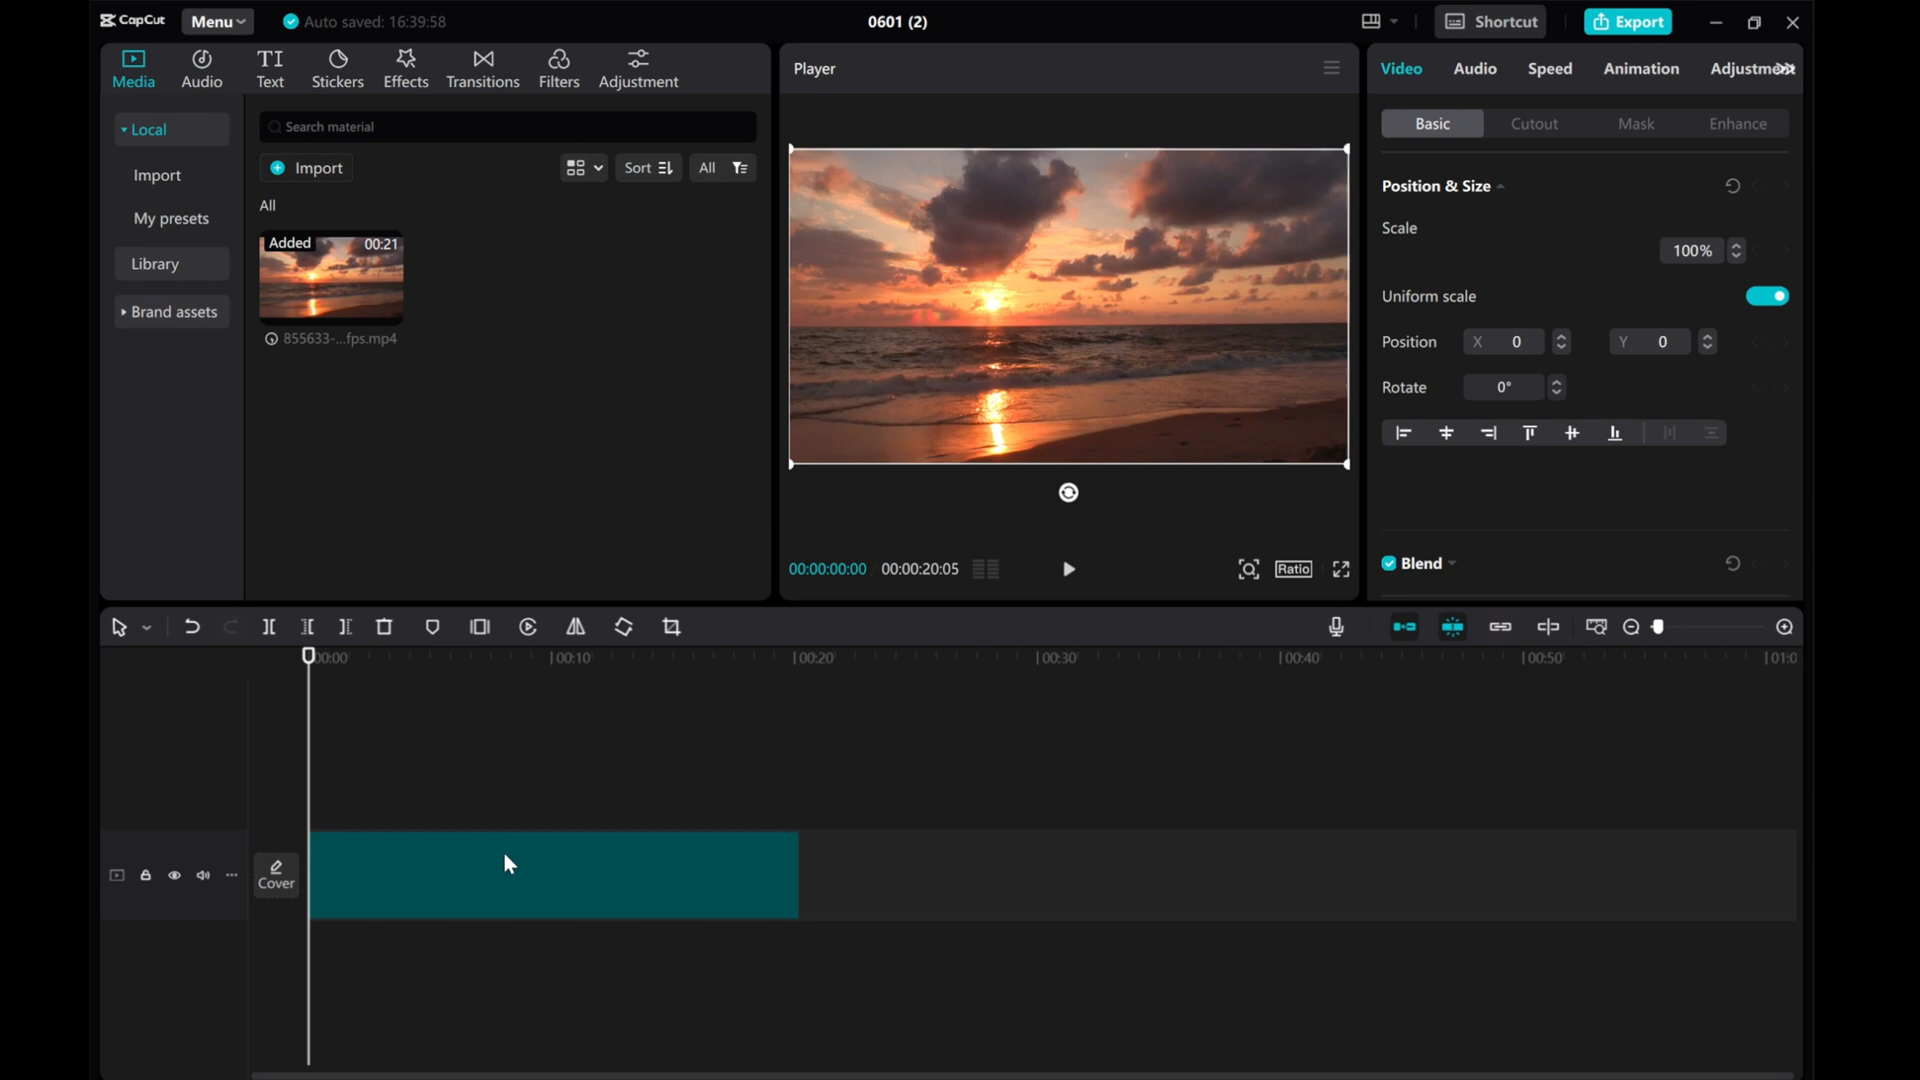 CapCut
Menu
Auto saved: 16:39:58
0601 (2)
Shortcut
Export
Media
Audio
Text
Stickers
Effects
Transitions
Filters
Adjustment
Local
Import
My presets
Library
Brand assets
Search material
Import
Sort
All
All
Added
00:21
855633-...fps.mp4
Player
00:00:00:00
00:00:20:05
Ratio
Video
Audio
Speed
Animation
Adjustment
Basic
Cutout
Mask
Enhance
Position & Size
Scale
100%
Uniform scale
Position
X
0
Y
0
Rotate
0°
Blend
00:00
00:10
00:20
00:30
00:40
00:50
01:0
Cover